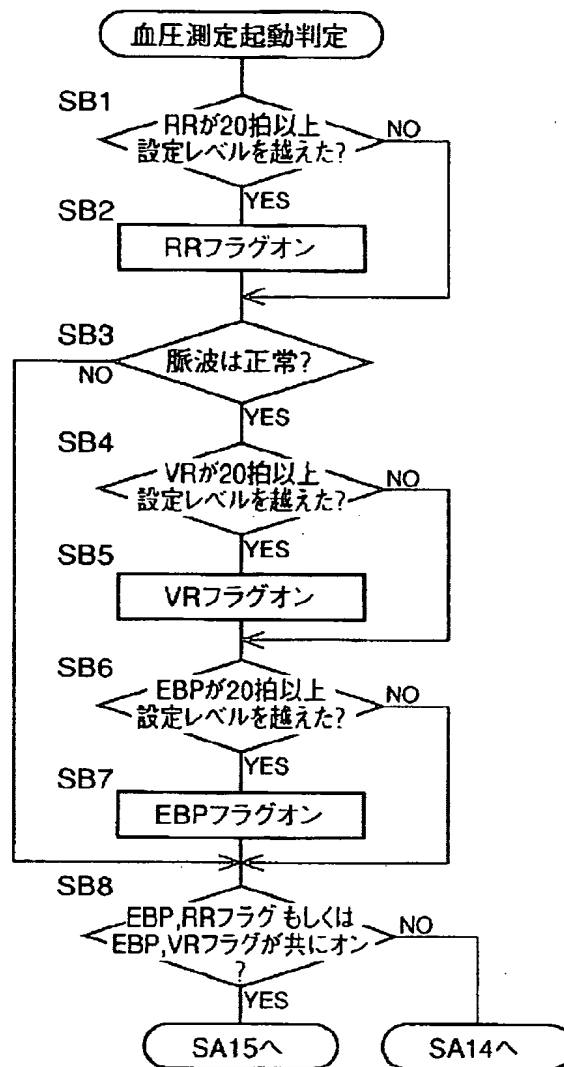 血圧測定起動判定
SB1
RRが20拍以上
設定レベルを越えた?
NO
YES
SB2
RRフラグオン
SB3
脈波は正常?
NO
YES
SB4
VRが20拍以上
設定レベルを越えた?
NO
YES
SB5
VRフラグオン
SB6
EBPが20拍以上
設定レベルを越えた?
NO
YES
SB7
EBPフラグオン
SB8
EBP,RRフラグもしくは
EBP,VRフラグが共にオン
?
NO
YES
SA15へ
SA14へ